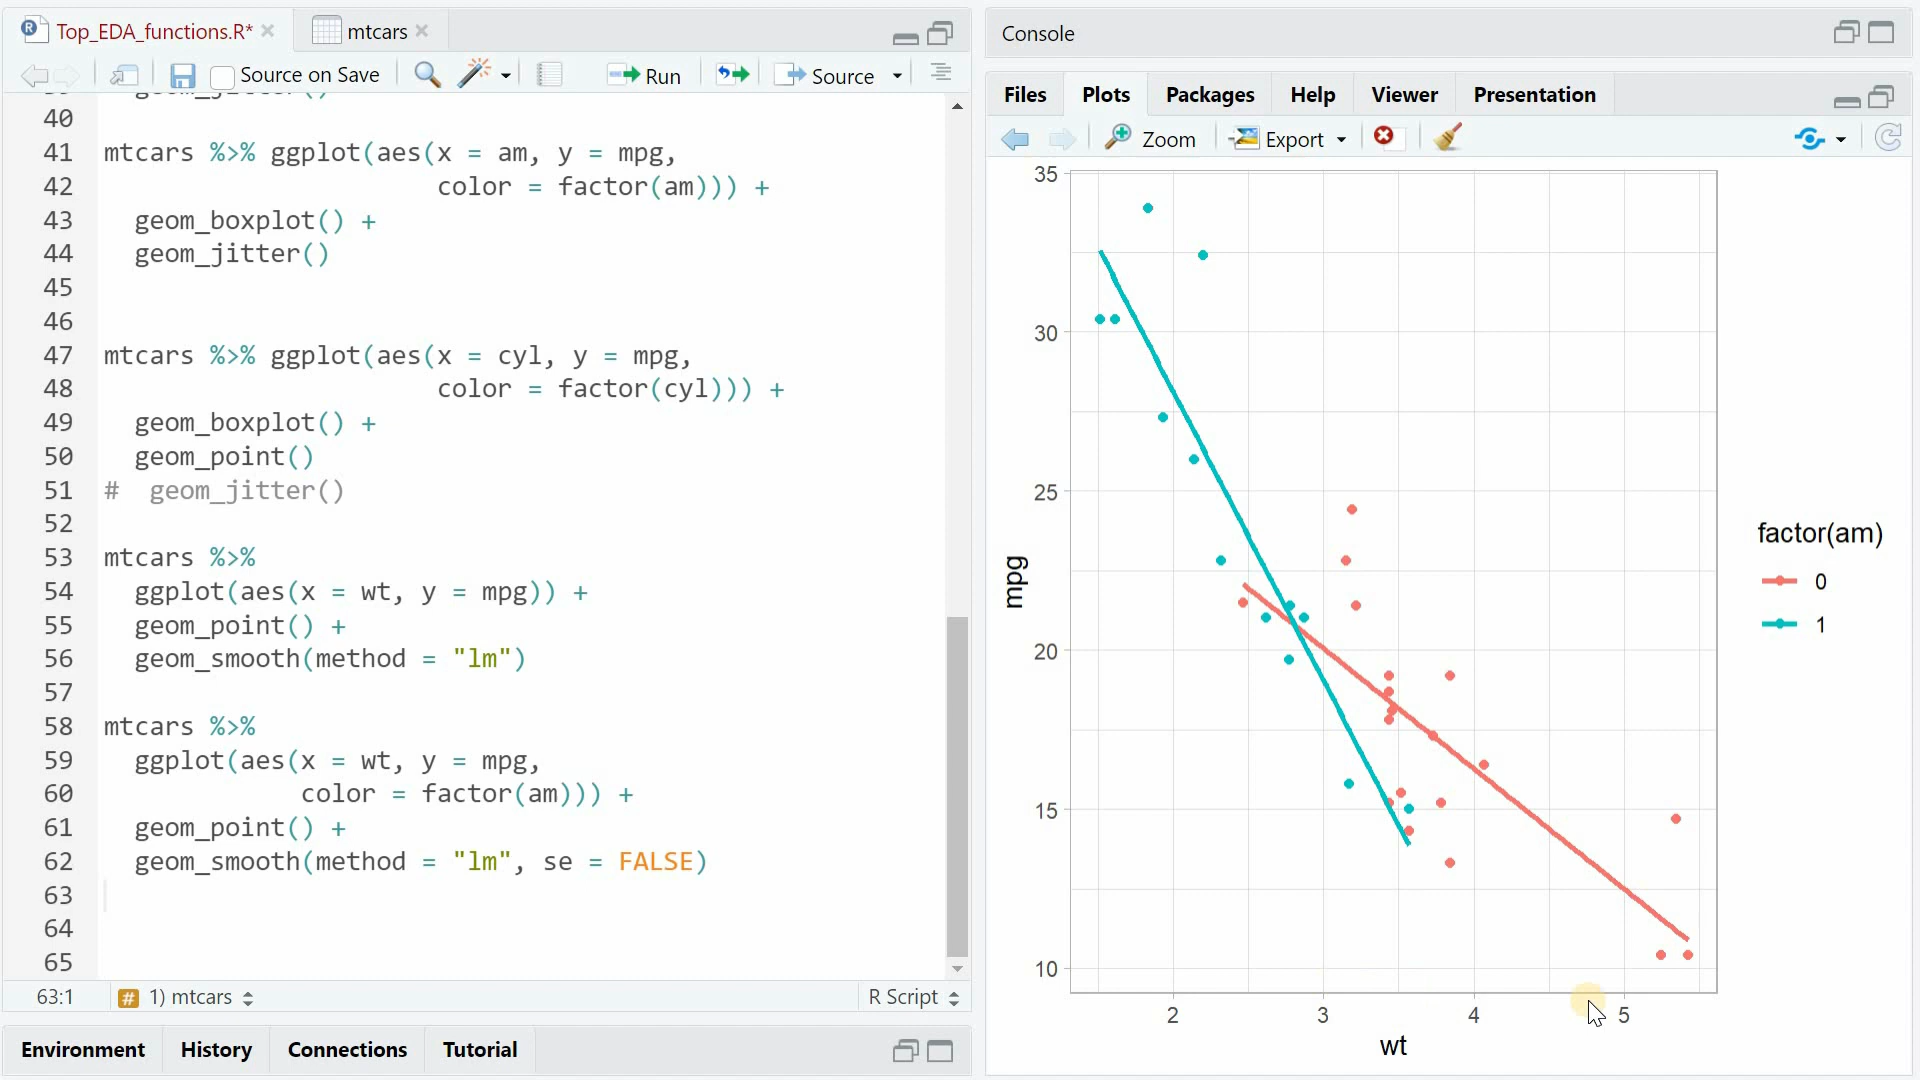 Top_EDA_functions.R*
mtcars
Source on Save
Run
Source
40
41 mtcars %>% ggplot(aes(x = am, y = mpg,
42 color = factor(am))) +
43 geom_boxplot() +
44 geom_jitter()
45
46
47 mtcars %>% ggplot(aes(x = cyl, y = mpg,
48 color = factor(cyl))) +
49 geom_boxplot() +
50 geom_point()
51 # geom_jitter()
52
53 mtcars %>%
54 ggplot(aes(x = wt, y = mpg)) +
55 geom_point() +
56 geom_smooth(method = "lm")
57
58 mtcars %>%
59 ggplot(aes(x = wt, y = mpg,
60 color = factor(am))) +
61 geom_point() +
62 geom_smooth(method = "lm", se = FALSE)
63
64
65
63:1
# 1) mtcars
R Script
Environment History Connections Tutorial
Console
Files Plots Packages Help Viewer Presentation
Zoom Export
35
30
25
20
15
10
mpg
2 3 4 5
wt
factor(am)
0
1